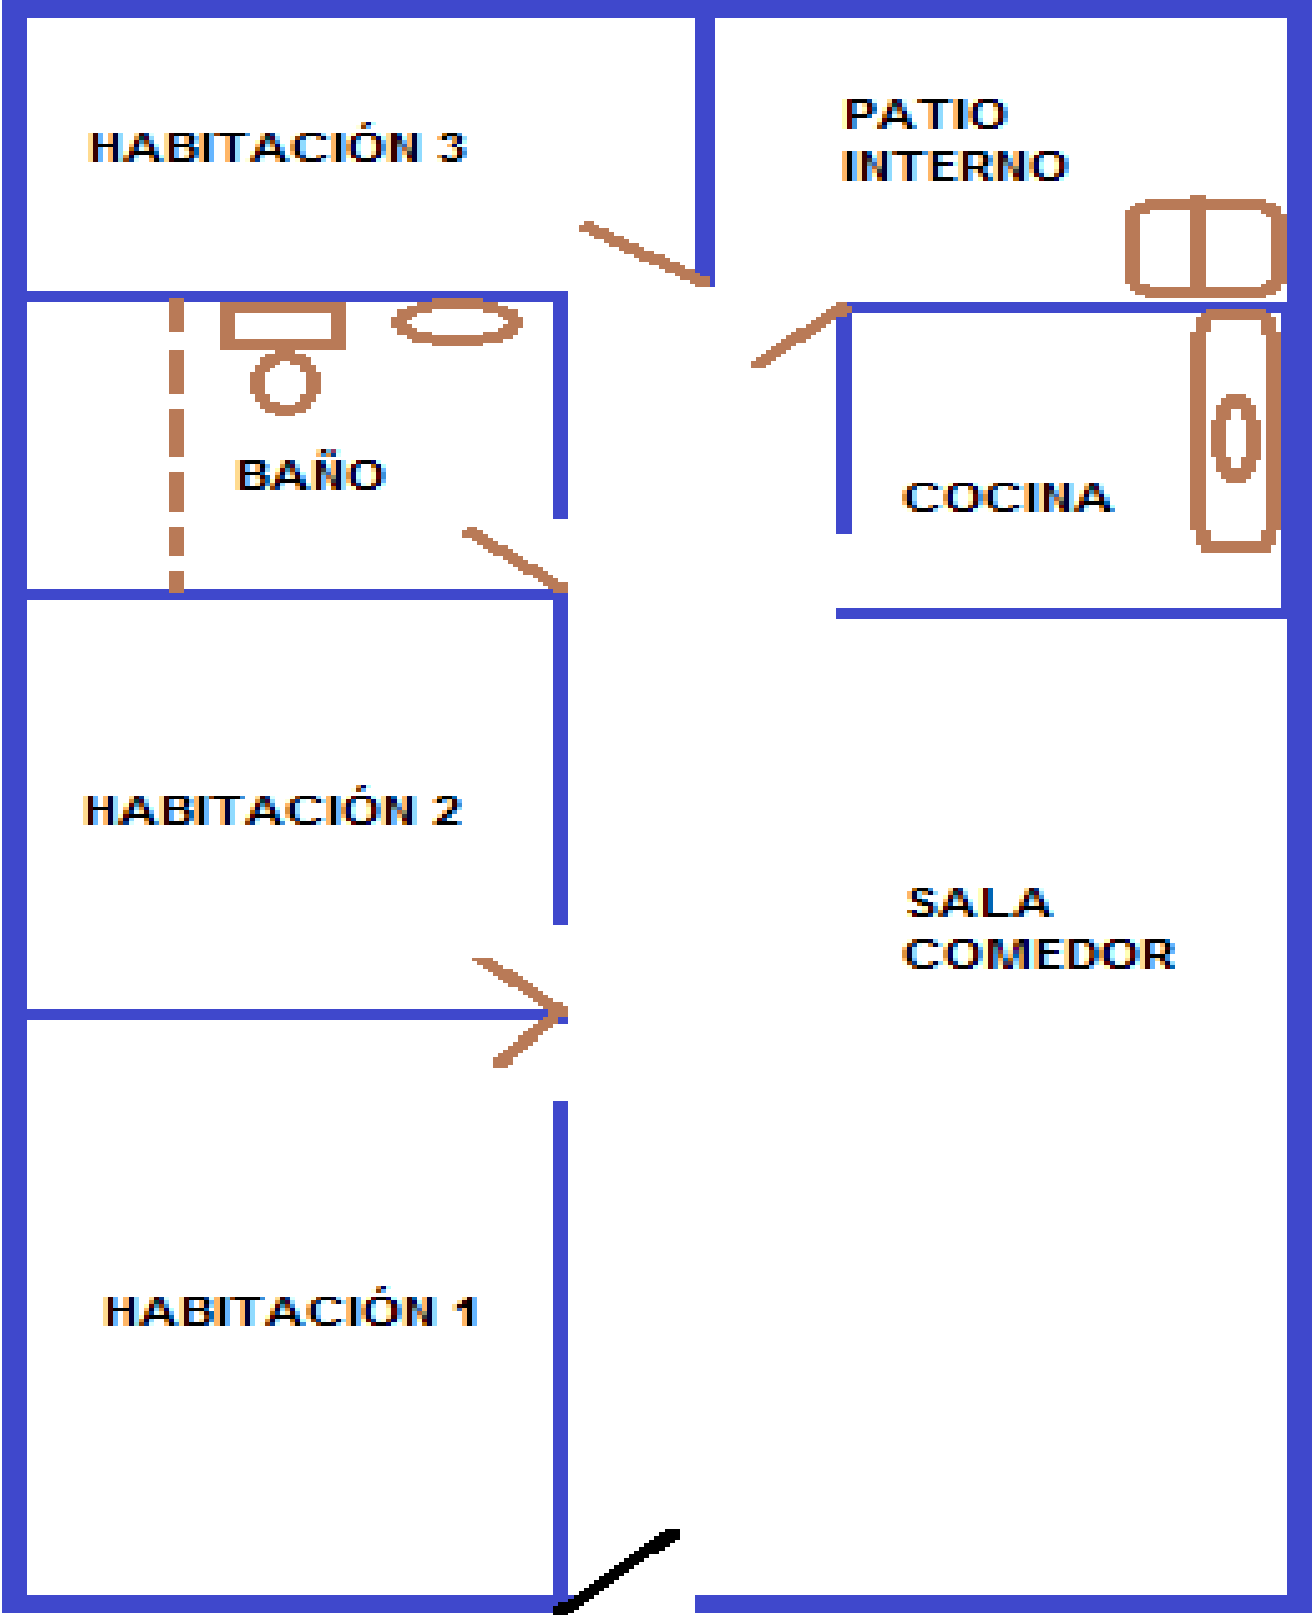 HABITACIÓN 3
PATIO
INTERNO
BAÑO
COCINA
HABITACIÓN 2
SALA
COMEDOR
HABITACIÓN 1